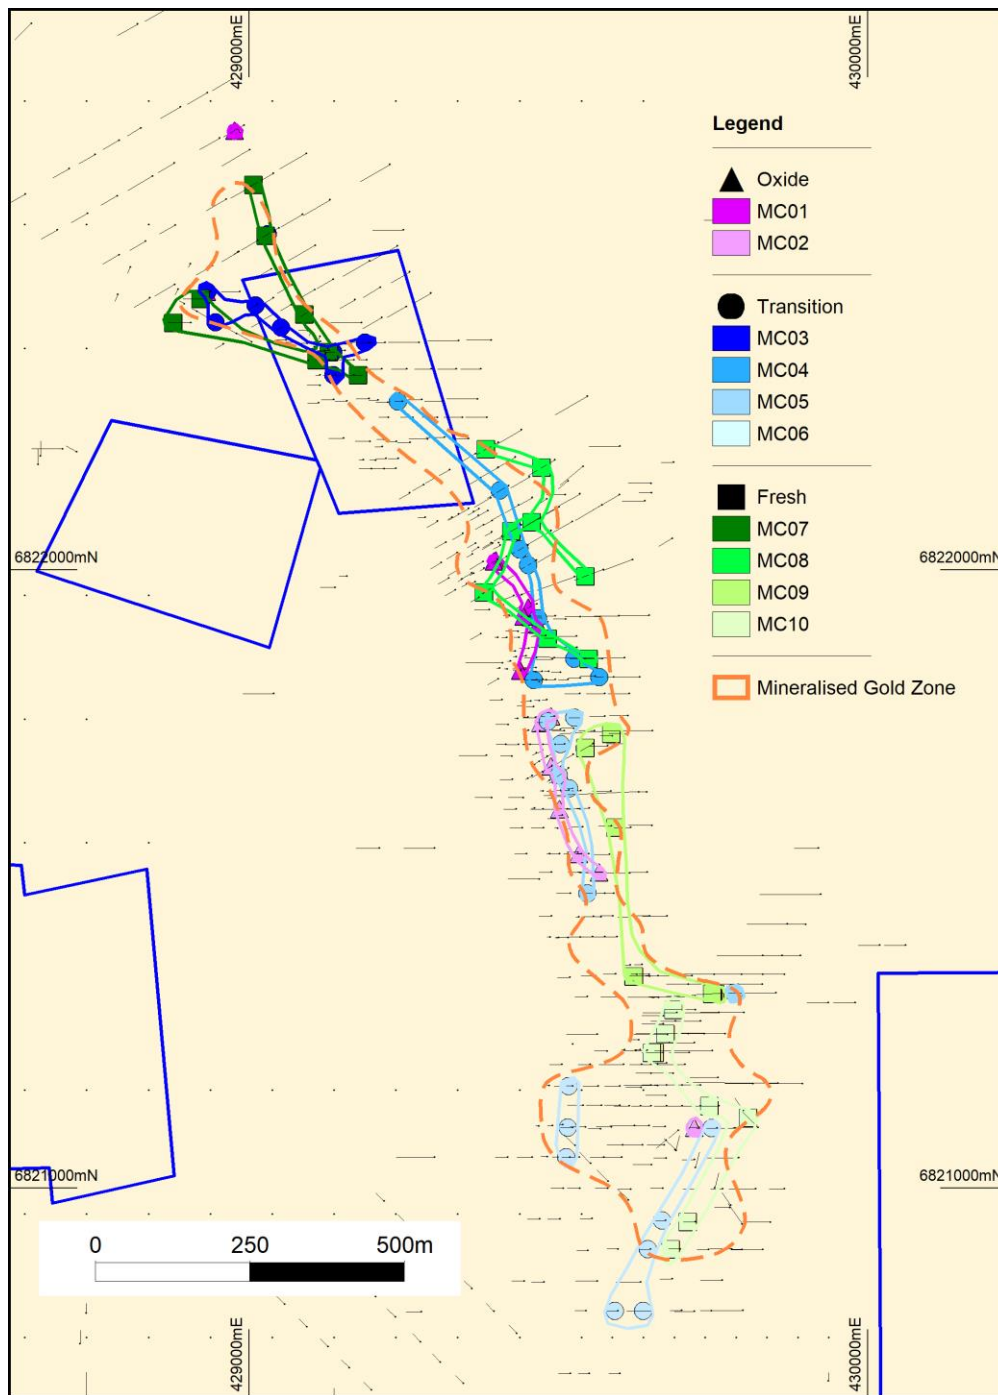 429000mE
430000mE
Legend
Oxide
MC01
MC02
Transition
MC03
MC04
MC05
MC06
Fresh
MC07
MC08
MC09
MC10
Mineralised Gold Zone
6822000mN
6822000mN
6821000mN
6821000mN
0 250 500m
429000mE
430000mE